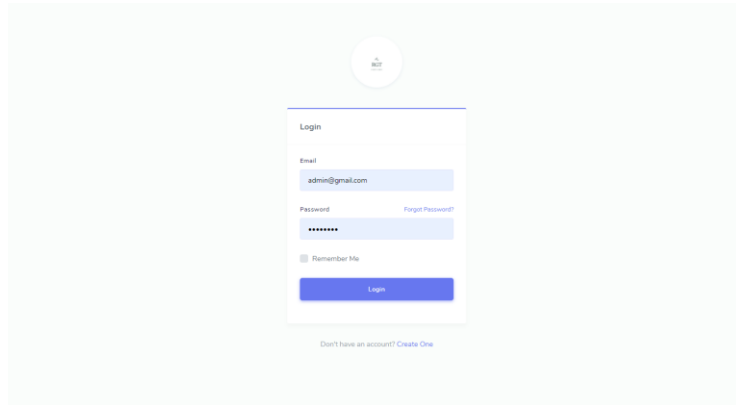 Login
Email
admin@gmail.com
Password Forgot Password?
••••••••
Remember Me
Login
Don't have an account? Create One